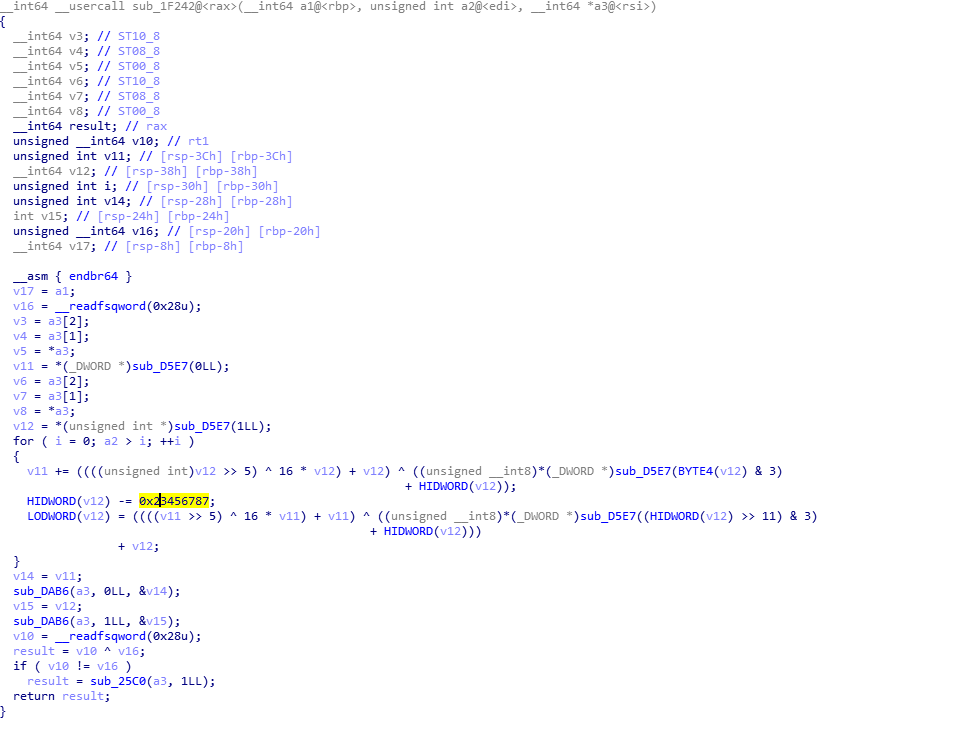 __int64 __usercall sub_1F242@<rax>(__int64 a1@<rbp>, unsigned int a2@<edi>, __int64 *a3@<rsi>)
{
__int64 v3; // ST10_8
__int64 v4; // ST08_8
__int64 v5; // ST00_8
__int64 v6; // ST10_8
__int64 v7; // ST08_8
__int64 v8; // ST00_8
__int64 result; // rax
unsigned __int64 v10; // rt1
unsigned int v11; // [rsp-3Ch] [rbp-3Ch]
__int64 v12; // [rsp-38h] [rbp-38h]
unsigned int i; // [rsp-30h] [rbp-30h]
unsigned int v14; // [rsp-28h] [rbp-28h]
int v15; // [rsp-24h] [rbp-24h]
unsigned __int64 v16; // [rsp-20h] [rbp-20h]
__int64 v17; // [rsp-8h] [rbp-8h]
__asm { endbr64 }
v17 = a1;
v16 = __readfsqword(0x28u);
v3 = a3[2];
v4 = a3[1];
v5 = *a3;
v11 = *(_DWORD *)sub_D5E7(0LL);
v6 = a3[2];
v7 = a3[1];
v8 = *a3;
v12 = *(unsigned int *)sub_D5E7(1LL);
for ( i = 0; a2 > i; ++i )
{
v11 += ((((unsigned int)v12 >> 5) ^ 16 * v12) + v12) ^ ((unsigned __int8)*(_DWORD *)sub_D5E7(BYTE4(v12) & 3)
+ HIDWORD(v12));
HIDWORD(v12) -= 0x23456787;
LODWORD(v12) = ((((v11 >> 5) ^ 16 * v11) + v11) ^ ((unsigned __int8)*(_DWORD *)sub_D5E7((HIDWORD(v12) >> 11) & 3)
+ HIDWORD(v12)))
+ v12;
}
v14 = v11;
sub_DAB6(a3, 0LL, &v14);
v15 = v12;
sub_DAB6(a3, 1LL, &v15);
v10 = __readfsqword(0x28u);
result = v10 ^ v16;
if ( v10 != v16 )
result = sub_25C0(a3, 1LL);
return result;
}